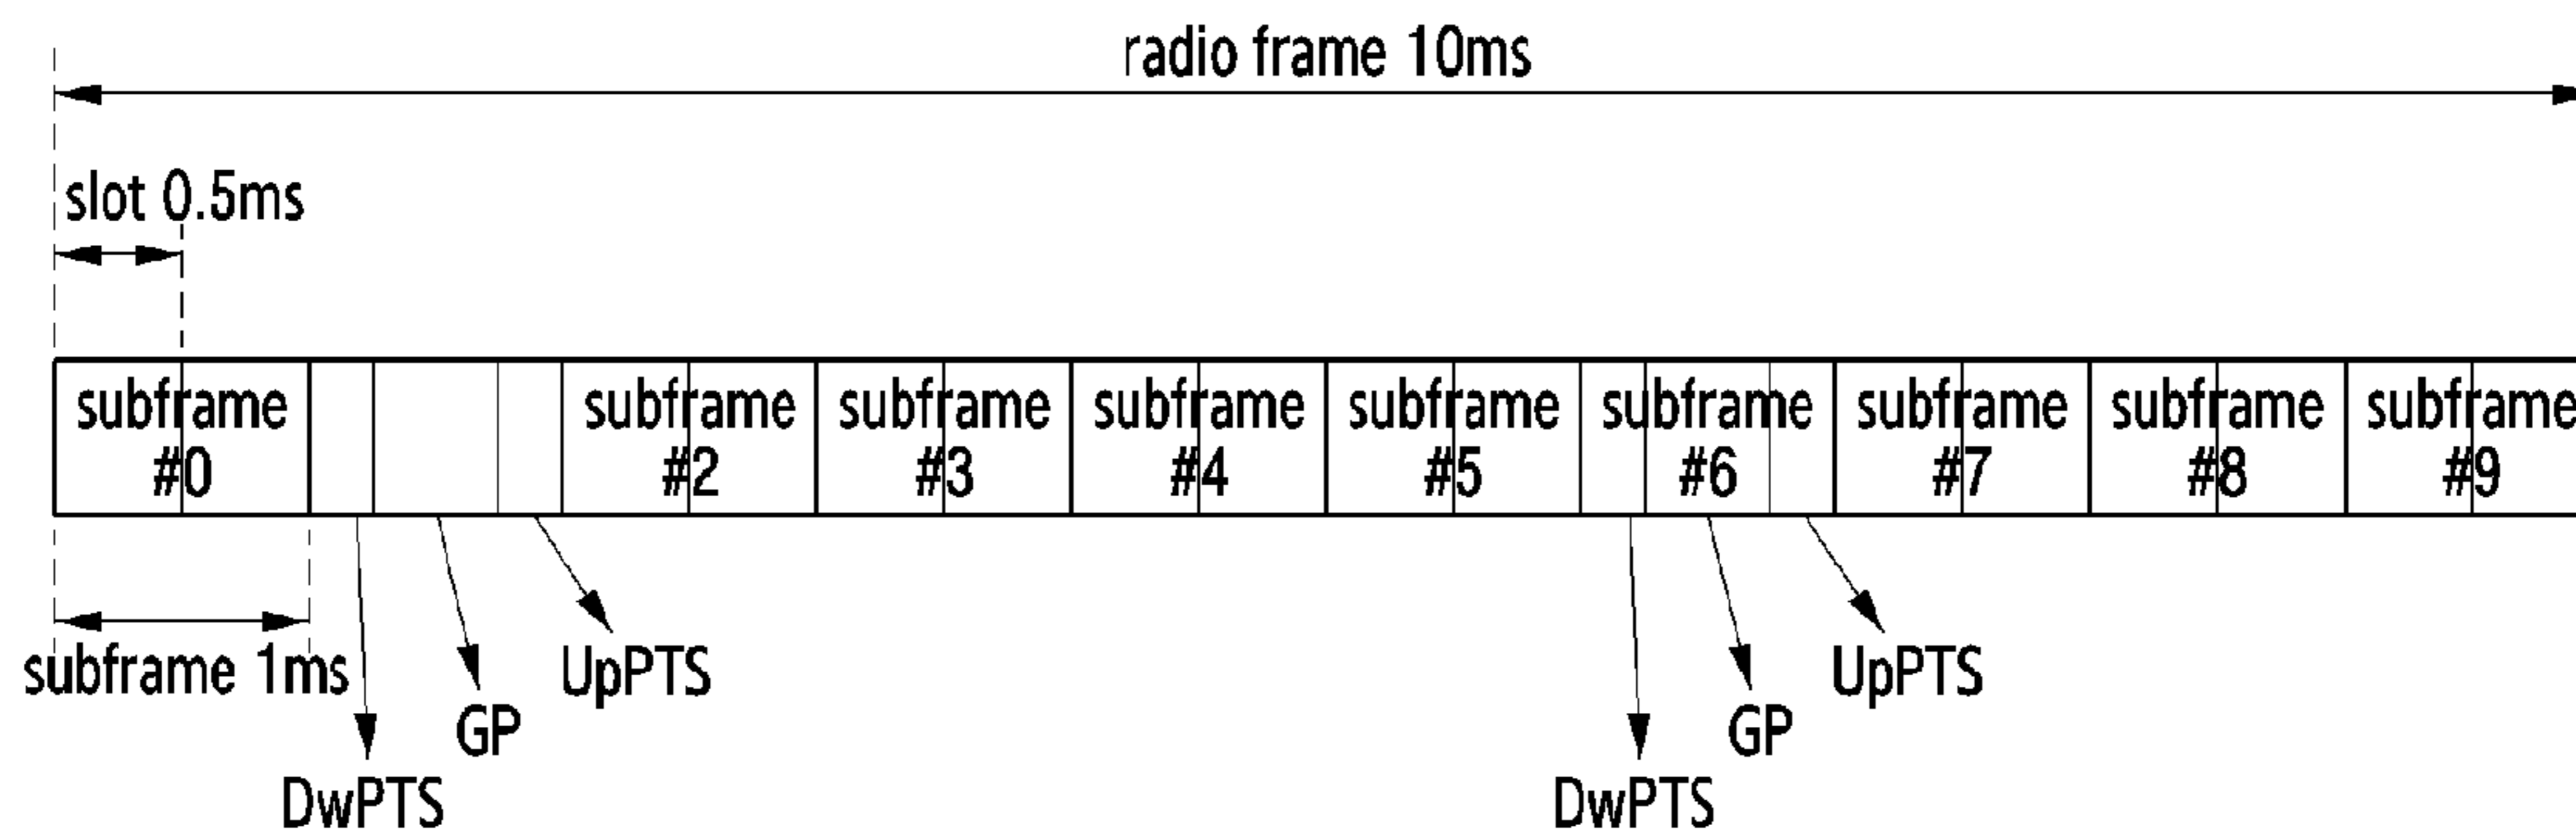 radio frame 10ms
slot 0.5ms
subframe #0
subframe #2
subframe #3
subframe #4
subframe #5
subframe #6
subframe #7
subframe #8
subframe #9
subframe 1ms
DwPTS
GP
UpPTS
DwPTS
GP
UpPTS